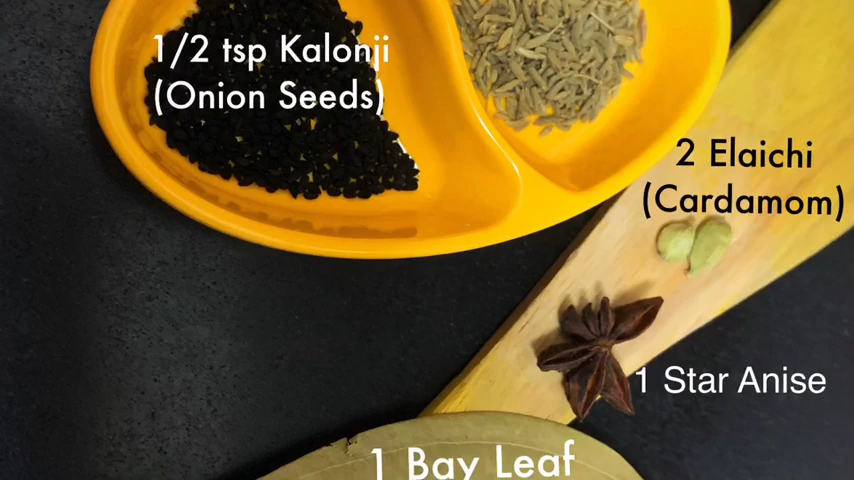 1/2 tsp Kalonji
(Onion Seeds)
2 Elaichi
(Cardamom)
1 Star Anise
1 Bay Leaf